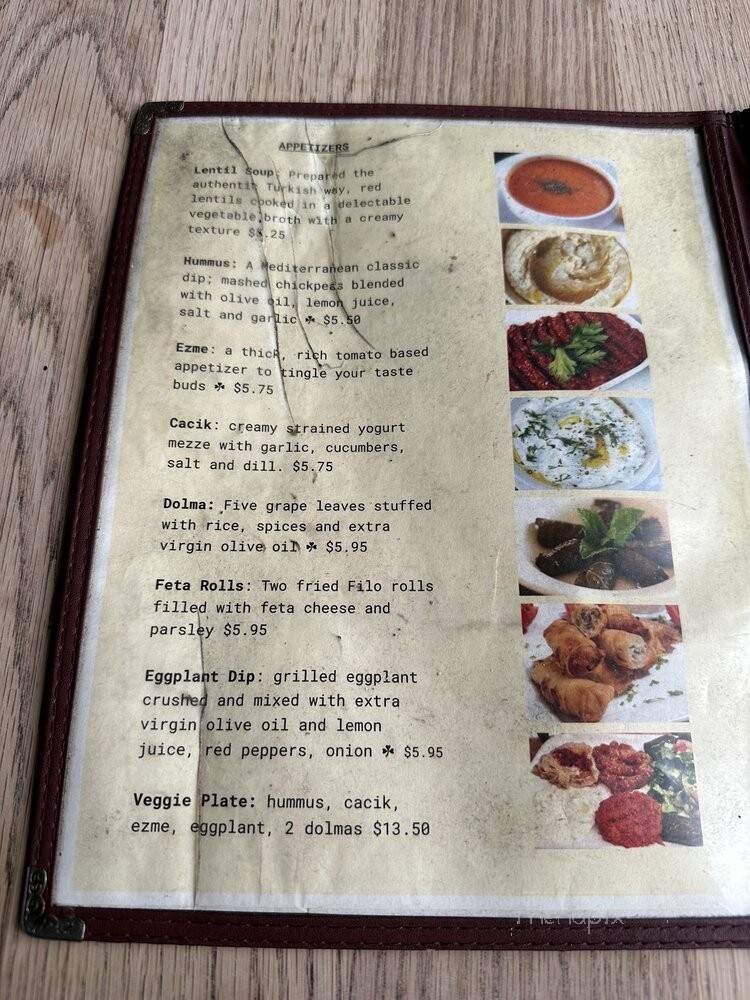 APPETIZERS
Lentil Soup: Prepared the
authentic Turkish way, red
lentils cooked in a delectable
vegetable broth with a creamy
texture $5.25
Hummus: A Mediterranean classic
dip; mashed chickpeas blended
with olive oil, lemon juice,
salt and garlic ☘ $5.50
Ezme: a thick, rich tomato based
appetizer to tingle your taste
buds ☘ $5.75
Cacik: creamy strained yogurt
mezze with garlic, cucumbers,
salt and dill. $5.75
Dolma: Five grape leaves stuffed
with rice, spices and extra
virgin olive oil ☘ $5.95
Feta Rolls: Two fried Filo rolls
filled with feta cheese and
parsley $5.95
Eggplant Dip: grilled eggplant
crushed and mixed with extra
virgin olive oil and lemon
juice, red peppers, onion ☘ $5.95
Veggie Plate: hummus, cacik,
ezme, eggplant, 2 dolmas $13.50
menupix